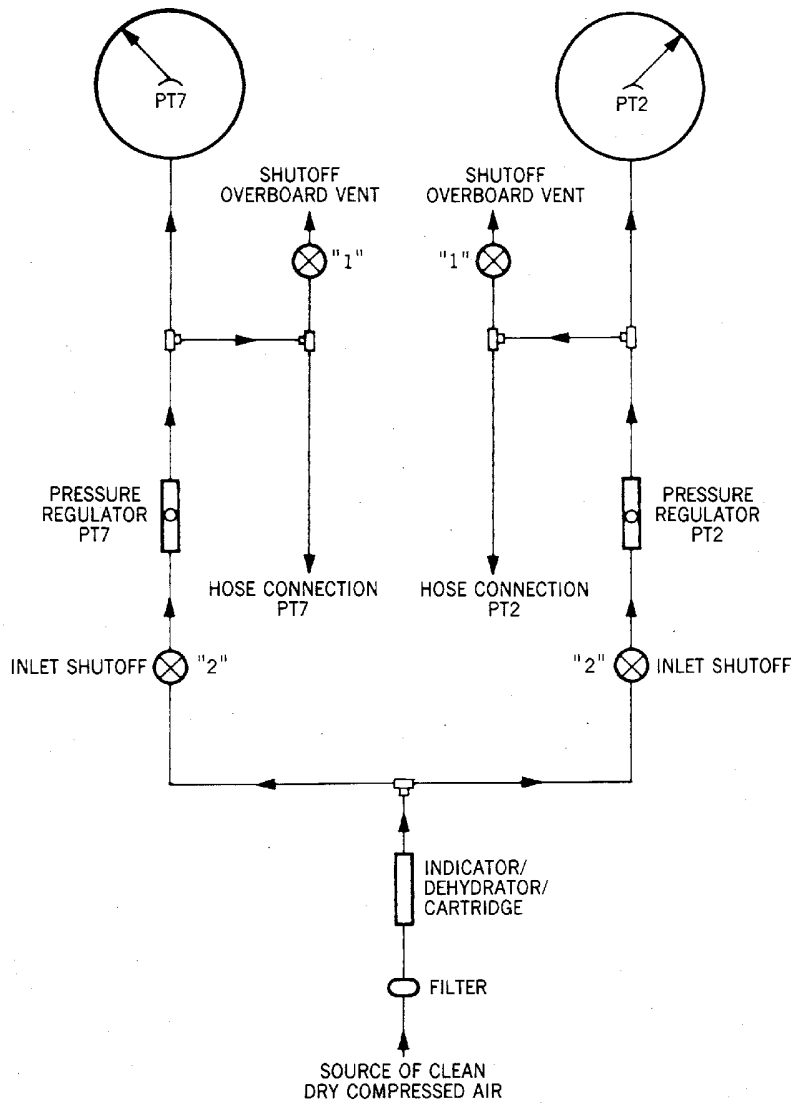 PT7
PT2
SHUTOFF
OVERBOARD VENT
SHUTOFF
OVERBOARD VENT
"1"
"1"
PRESSURE
REGULATOR
PT7
PRESSURE
REGULATOR
PT2
HOSE CONNECTION
PT7
HOSE CONNECTION
PT2
INLET SHUTOFF
"2"
"2"
INLET SHUTOFF
INDICATOR/
DEHYDRATOR/
CARTRIDGE
FILTER
SOURCE OF CLEAN
DRY COMPRESSED AIR